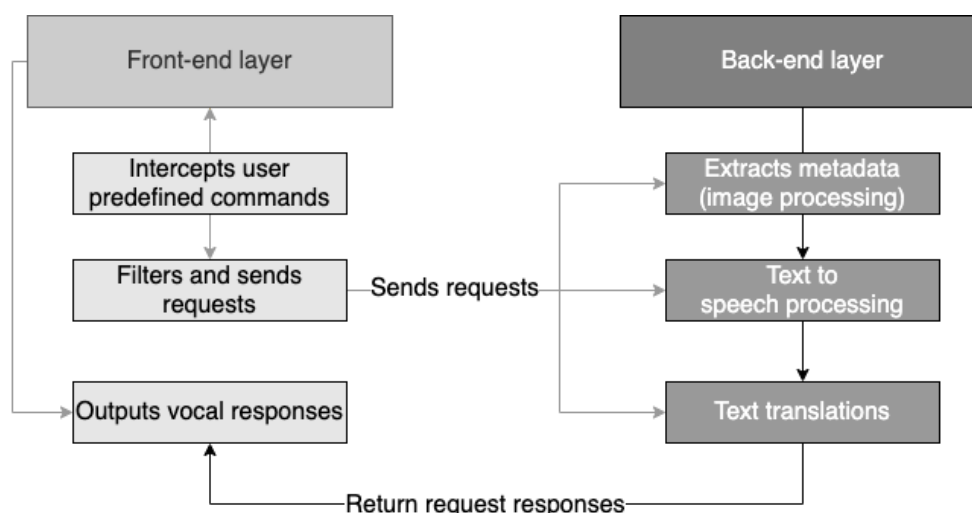 Front-end layer
Back-end layer
Intercepts user
predefined commands
Extracts metadata
(image processing)
Filters and sends
requests
Sends requests
Text to
speech processing
Outputs vocal responses
Text translations
Return request responses